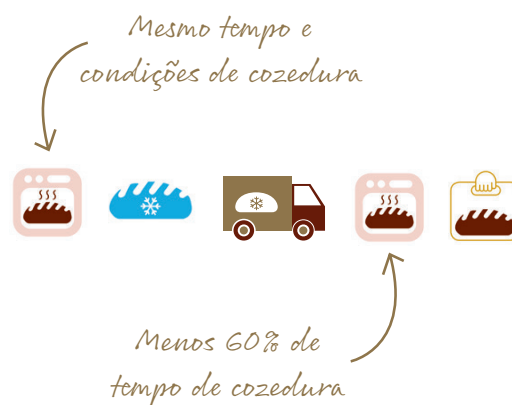 Mesmo tempo e
condições de cozedura
Menos 60% de
tempo de cozedura